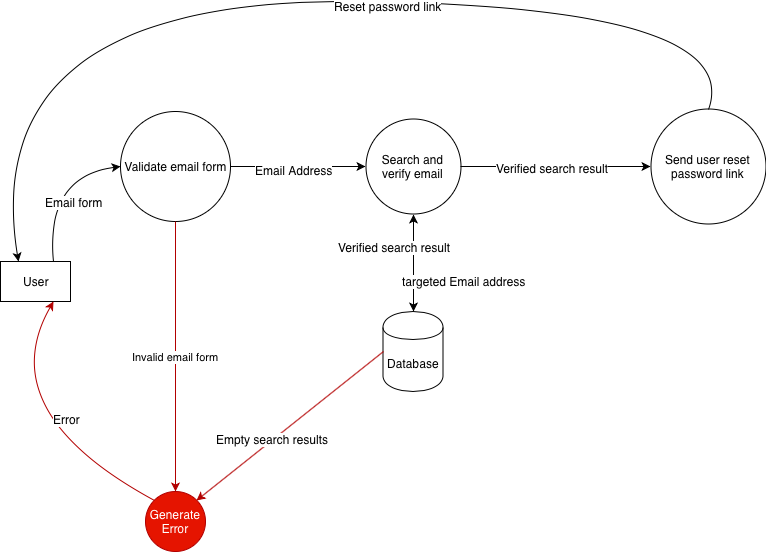 Reset password link
Validate email form
Email Address
Search and
verify email
Verified search result
Send user reset
password link
Email form
Verified search result
User
targeted Email address
Invalid email form
Database
Error
Empty search results
Generate
Error